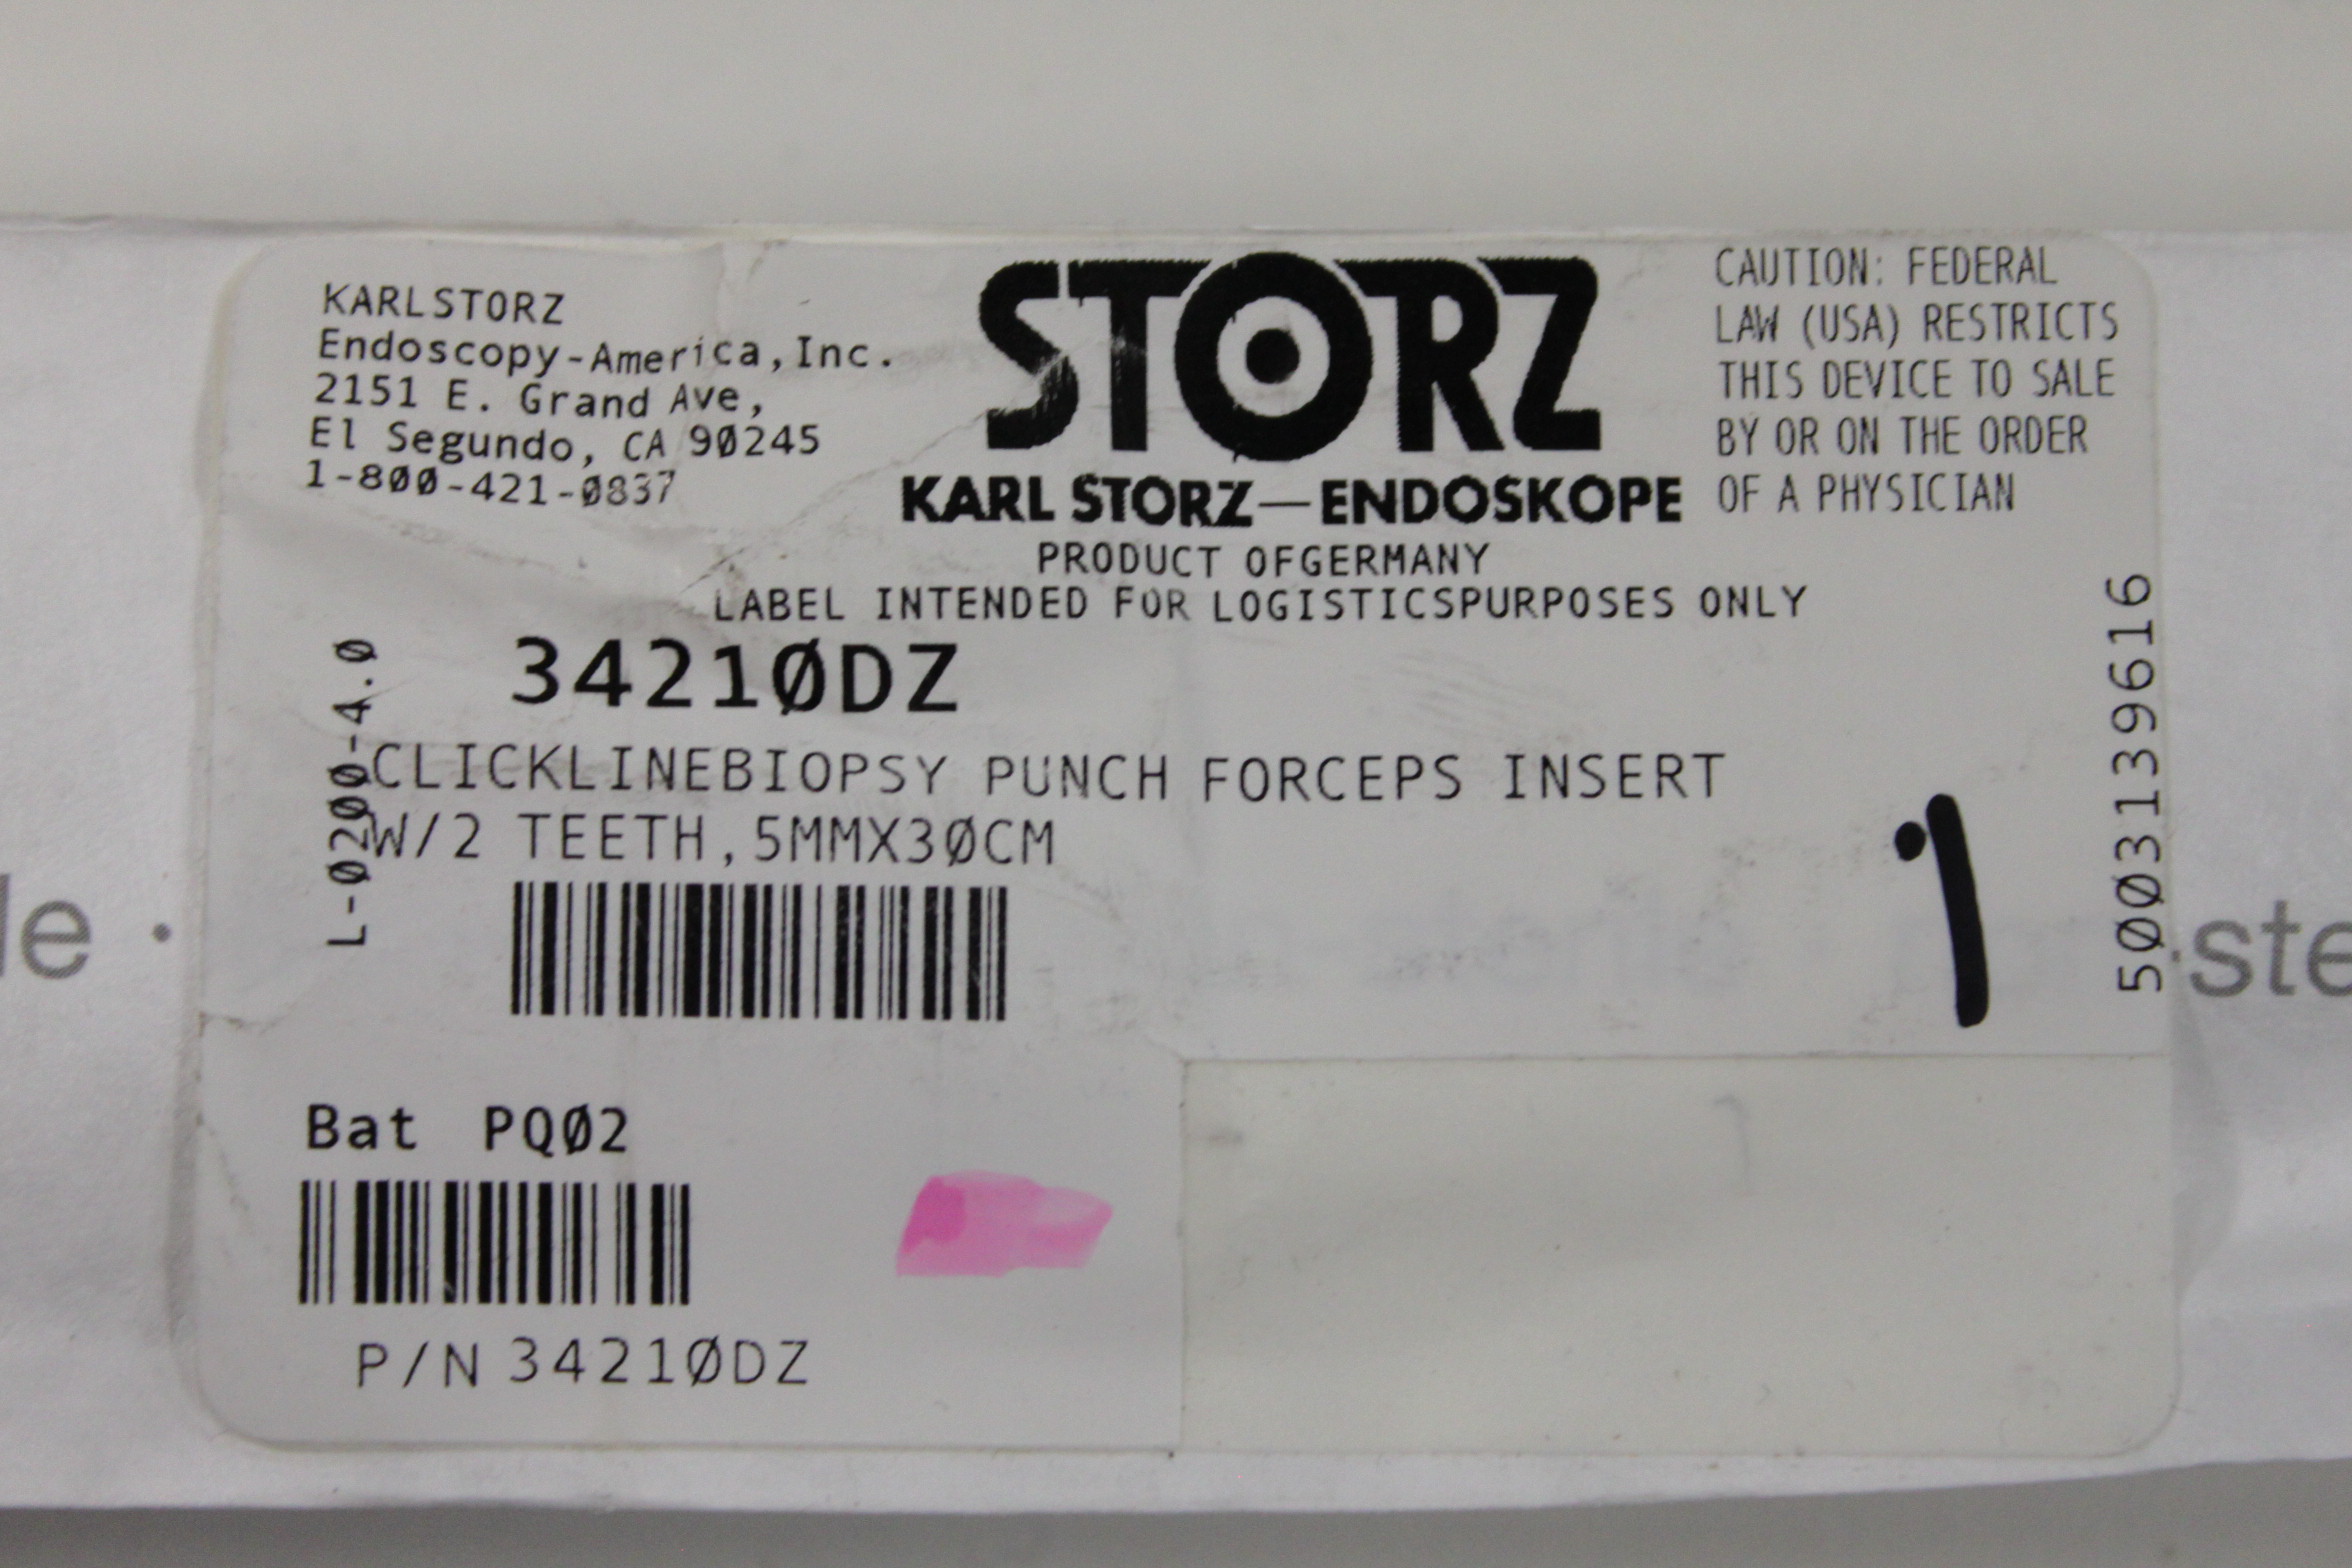 KARLSTORZ
Endoscopy-America,Inc.
2151 E. Grand Ave,
El Segundo, CA 90245
1-800-421-0837
STORZ
KARL STORZ—ENDOSKOPE
CAUTION: FEDERAL
LAW (USA) RESTRICTS
THIS DEVICE TO SALE
BY OR ON THE ORDER
OF A PHYSICIAN
PRODUCT OFGERMANY
LABEL INTENDED FOR LOGISTICSPURPOSES ONLY
34210DZ
L-0200-4.0
CLICKLINEBIOPSY PUNCH FORCEPS INSERT
W/2 TEETH,5MMX30CM
5003139616
1
Bat PQ02
P/N 34210DZ